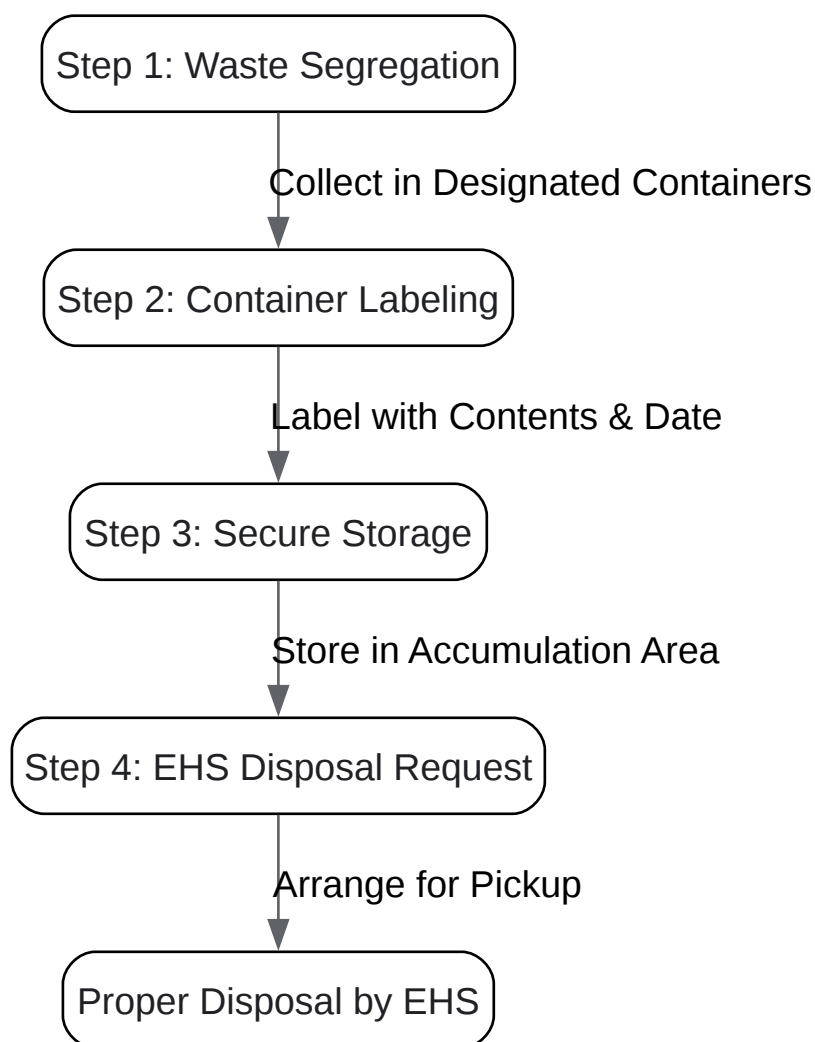 Step 1: Waste Segregation
Collect in Designated Containers
Step 2: Container Labeling
Label with Contents & Date
Step 3: Secure Storage
Store in Accumulation Area
Step 4: EHS Disposal Request
Arrange for Pickup
Proper Disposal by EHS